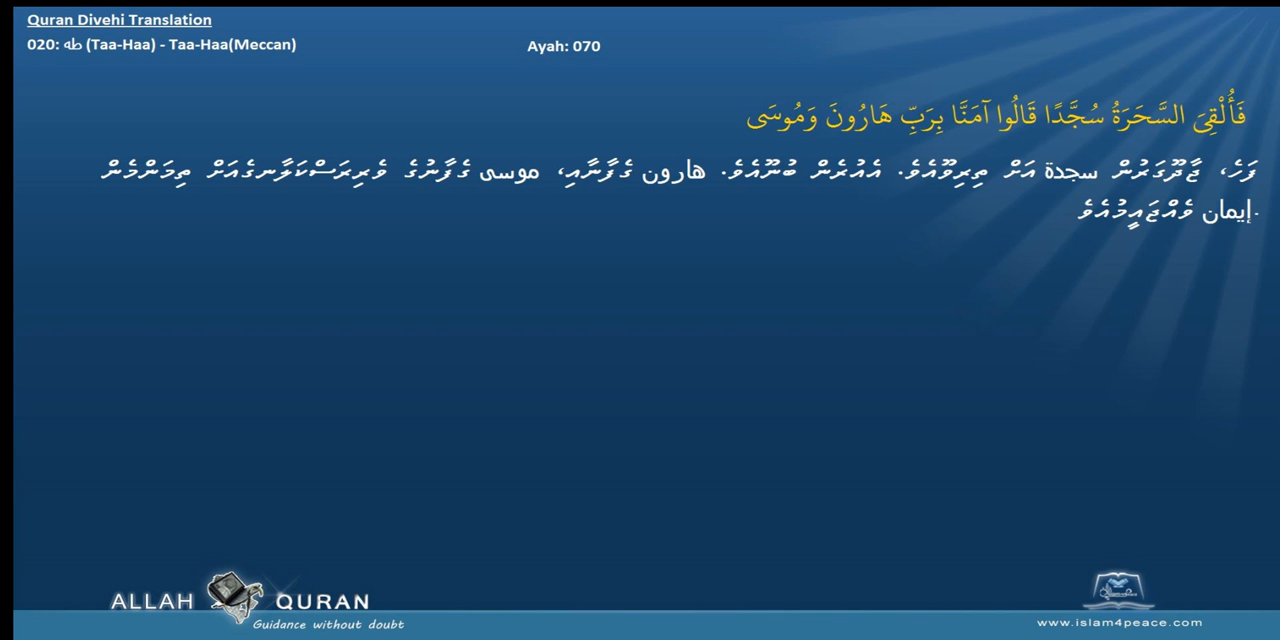 Quran Divehi Translation
020: طه (Taa-Haa) - Taa-Haa(Meccan)
Ayah: 070
فَأُلْقِيَ السَّحَرَةُ سُجَّدًا قَالُوا آمَنَّا بِرَبِّ هَارُونَ وَمُوسَى
ފަހެ، ޖާދޫގަރުން سجدة އަށް ތިރިވޫއެވެ. އެއުރެން ބުނޫއެވެ. هارون ގެފާނާއި، موسى ގެފާނުގެ ވެރިރަސްކަލާނގެއަށް ތިމަންމެން
إيمان ވެއްޖައީމުއެވެ.
ALLAH QURAN
Guidance without doubt
www.islam4peace.com